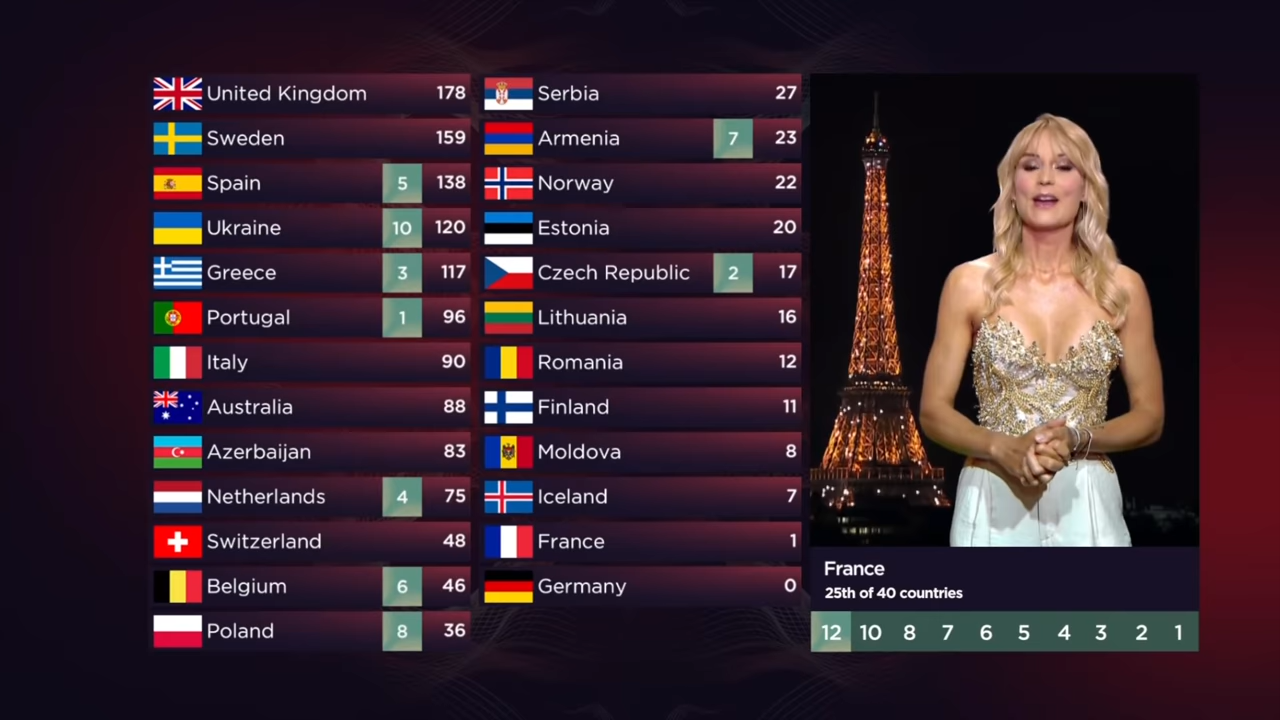 United Kingdom 178
Sweden 159
Spain 5 138
Ukraine 10 120
Greece 3 117
Portugal 1 96
Italy 90
Australia 88
Azerbaijan 83
Netherlands 4 75
Switzerland 48
Belgium 6 46
Poland 8 36
Serbia 27
Armenia 7 23
Norway 22
Estonia 20
Czech Republic 2 17
Lithuania 16
Romania 12
Finland 11
Moldova 8
Iceland 7
France 1
Germany 0
France
25th of 40 countries
12 10 8 7 6 5 4 3 2 1